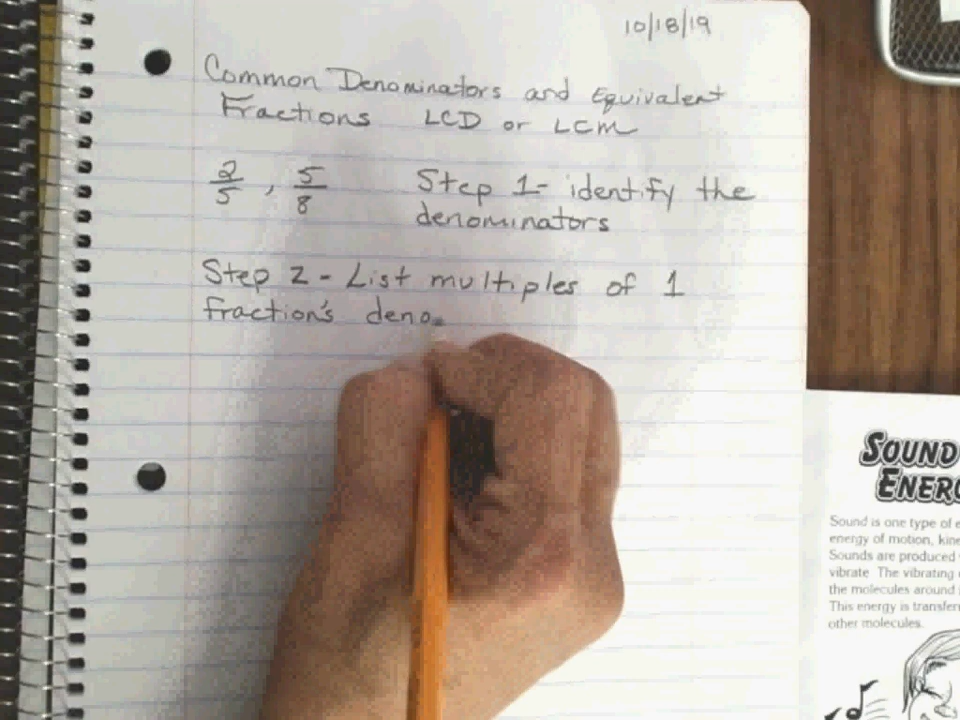 10/18/19
Common Denominators and Equivalent
Fractions LCD or LCM
2/5 , 5/8 Step 1- identify the
denominators
Step 2 - List multiples of 1
fraction's deno
SOUND
ENERG
Sound is one type of e
energy of motion, kine
Sounds are produced
vibrate. The vibrating
the molecules around
This energy is transfer
other molecules.